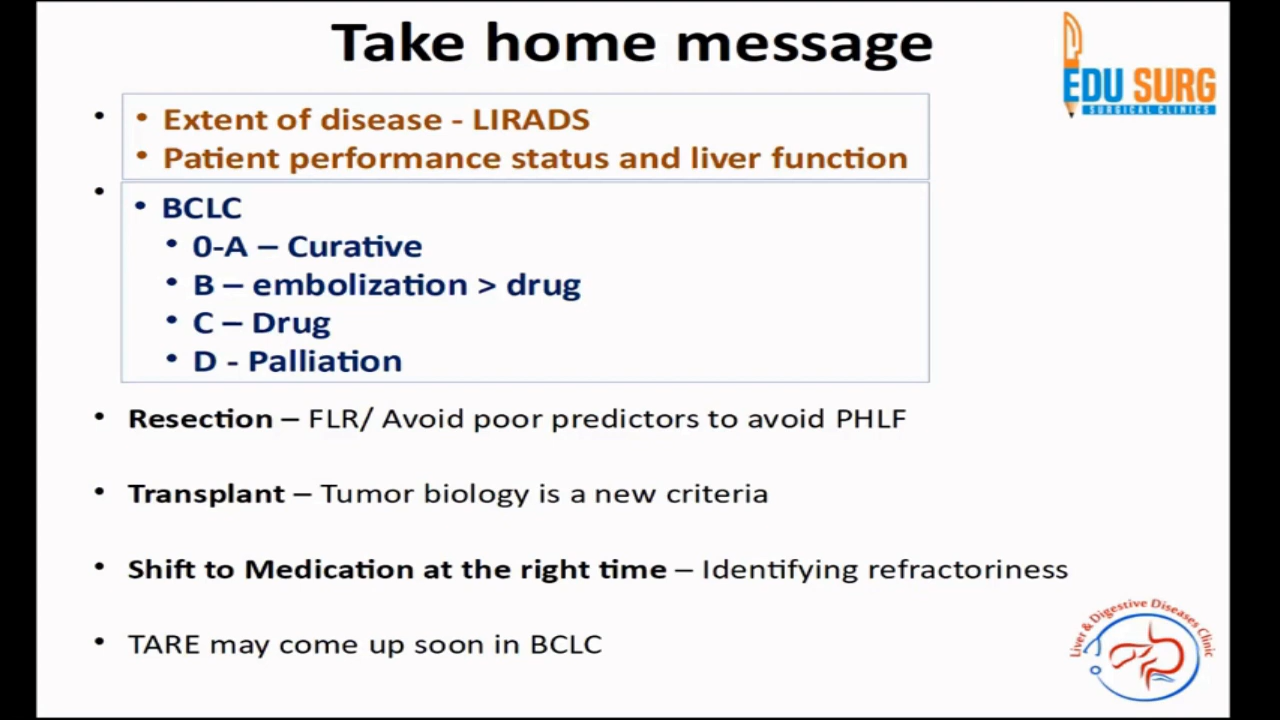 Take home message
EDU SURG
SURGICAL CLINICS
• Extent of disease - LIRADS
• Patient performance status and liver function
• BCLC
• 0-A – Curative
• B – embolization > drug
• C – Drug
• D - Palliation
• Resection – FLR/ Avoid poor predictors to avoid PHLF
• Transplant – Tumor biology is a new criteria
• Shift to Medication at the right time – Identifying refractoriness
• TARE may come up soon in BCLC
Liver & Digestive Diseases Clinic